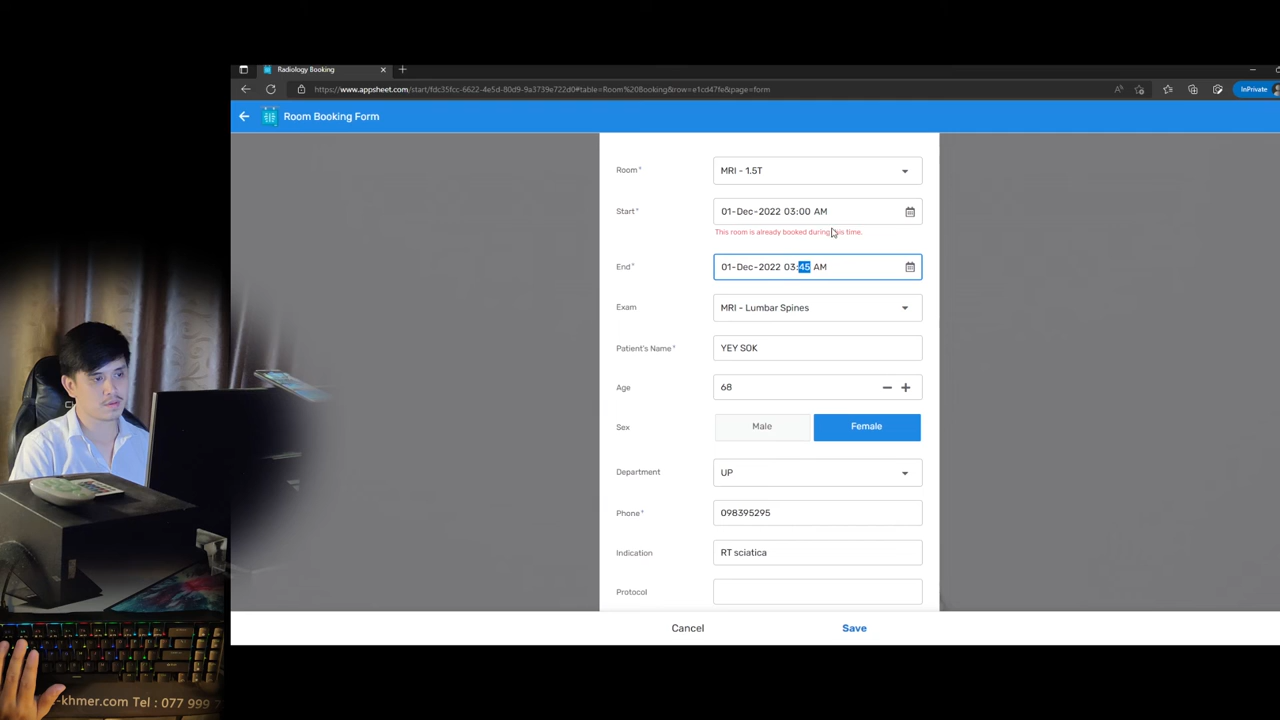 Radiology Booking
https://www.appsheet.com/start/fdc35fcc-6622-4e5d-80d9-9a3739e722d0#table=Room%20Booking&row=e1cd47fe&page=form
InPrivate
Room Booking Form
Room* MRI - 1.5T
Start* 01-Dec-2022 03:00 AM
This room is already booked during this time.
End* 01-Dec-2022 03:45 AM
Exam MRI - Lumbar Spines
Patient's Name* YEY SOK
Age 68
Sex Male Female
Department UP
Phone* 098395295
Indication RT sciatica
Protocol
Cancel Save
-khmer.com Tel : 077 999 7